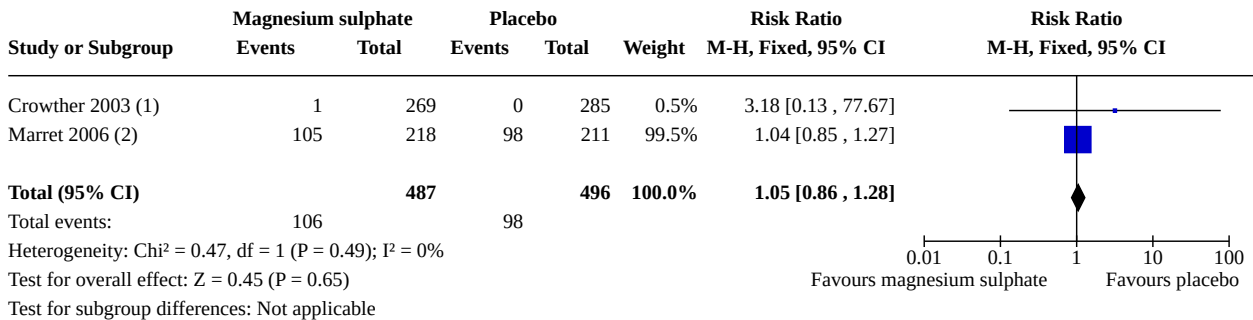 Magnesium sulphate Placebo Risk Ratio Risk Ratio
Study or Subgroup Events Total Events Total Weight M-H, Fixed, 95% CI M-H, Fixed, 95% CI
Crowther 2003 (1) 1 269 0 285 0.5% 3.18 [0.13 , 77.67]
Marret 2006 (2) 105 218 98 211 99.5% 1.04 [0.85 , 1.27]
Total (95% CI) 487 496 100.0% 1.05 [0.86 , 1.28]
Total events: 106 98
Heterogeneity: Chi² = 0.47, df = 1 (P = 0.49); I² = 0%
0.01 0.1 1 10 100
Test for overall effect: Z = 0.45 (P = 0.65)
Favours magnesium sulphate Favours placebo
Test for subgroup differences: Not applicable